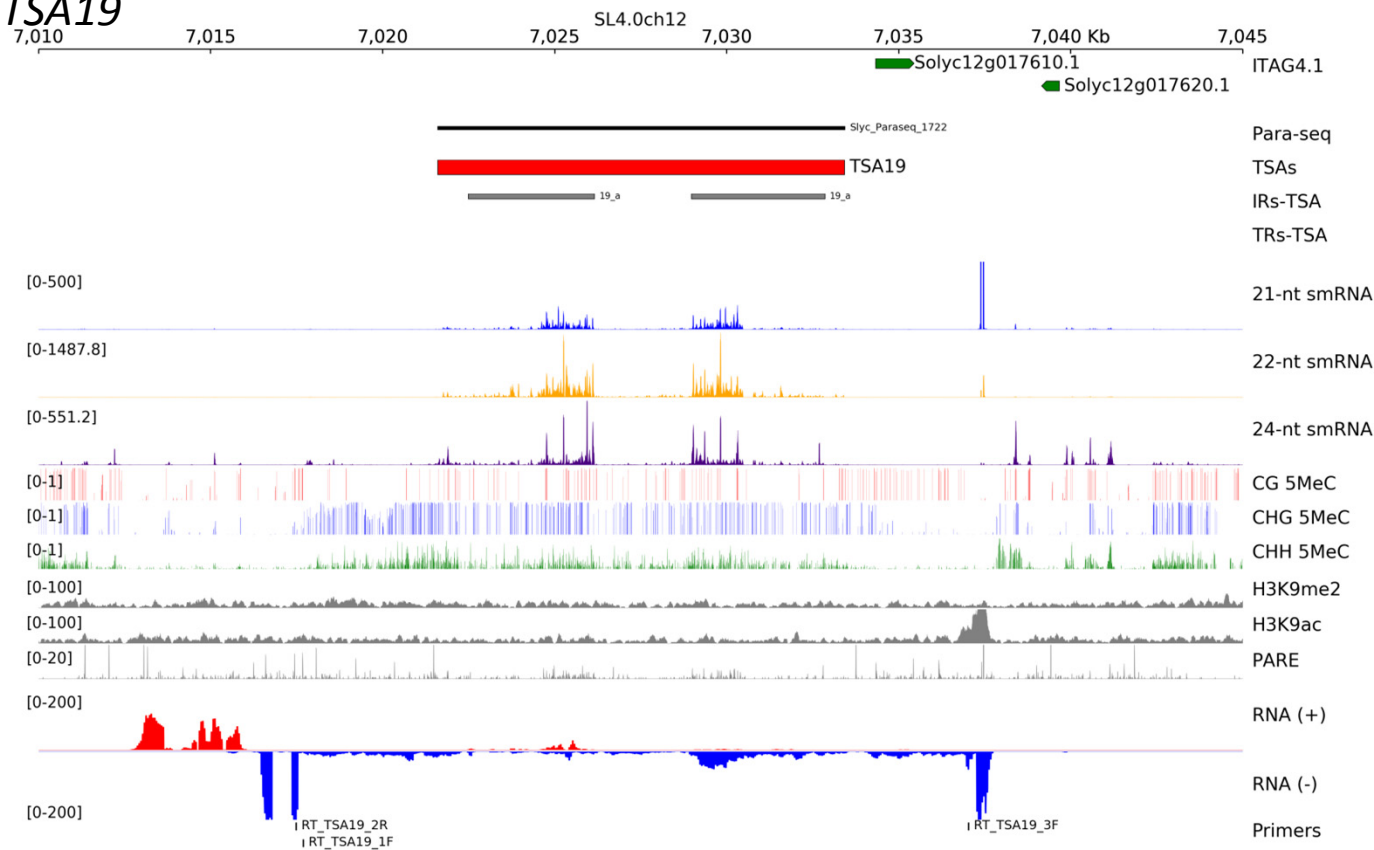 TSA19
SL4.0ch12
7,010 7,015 7,020 7,025 7,030 7,035 7,040 Kb 7,045
Solyc12g017610.1 ITAG4.1
Solyc12g017620.1
Slyc_Paraseq_1722 Para-seq
TSA19 TSAs
19_a 19_a IRs-TSA
TRs-TSA
[0-500] 21-nt smRNA
[0-1487.8] 22-nt smRNA
[0-551.2] 24-nt smRNA
[0-1] CG 5MeC
[0-1] CHG 5MeC
[0-1] CHH 5MeC
[0-100] H3K9me2
[0-100] H3K9ac
[0-20] PARE
[0-200] RNA (+)
RNA (-)
[0-200]
RT_TSA19_2R RT_TSA19_3F Primers
RT_TSA19_1F